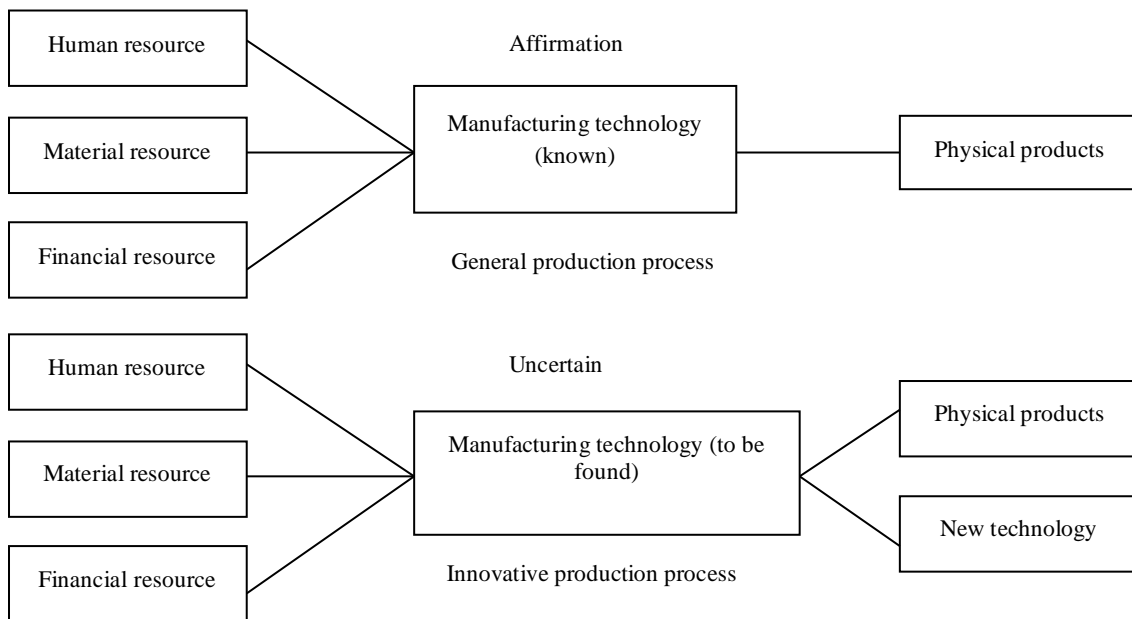 Human resource
Affirmation
Manufacturing technology
(known)
Material resource
Physical products
Financial resource
General production process
Human resource
Uncertain
Physical products
Manufacturing technology (to be
found)
Material resource
New technology
Financial resource
Innovative production process